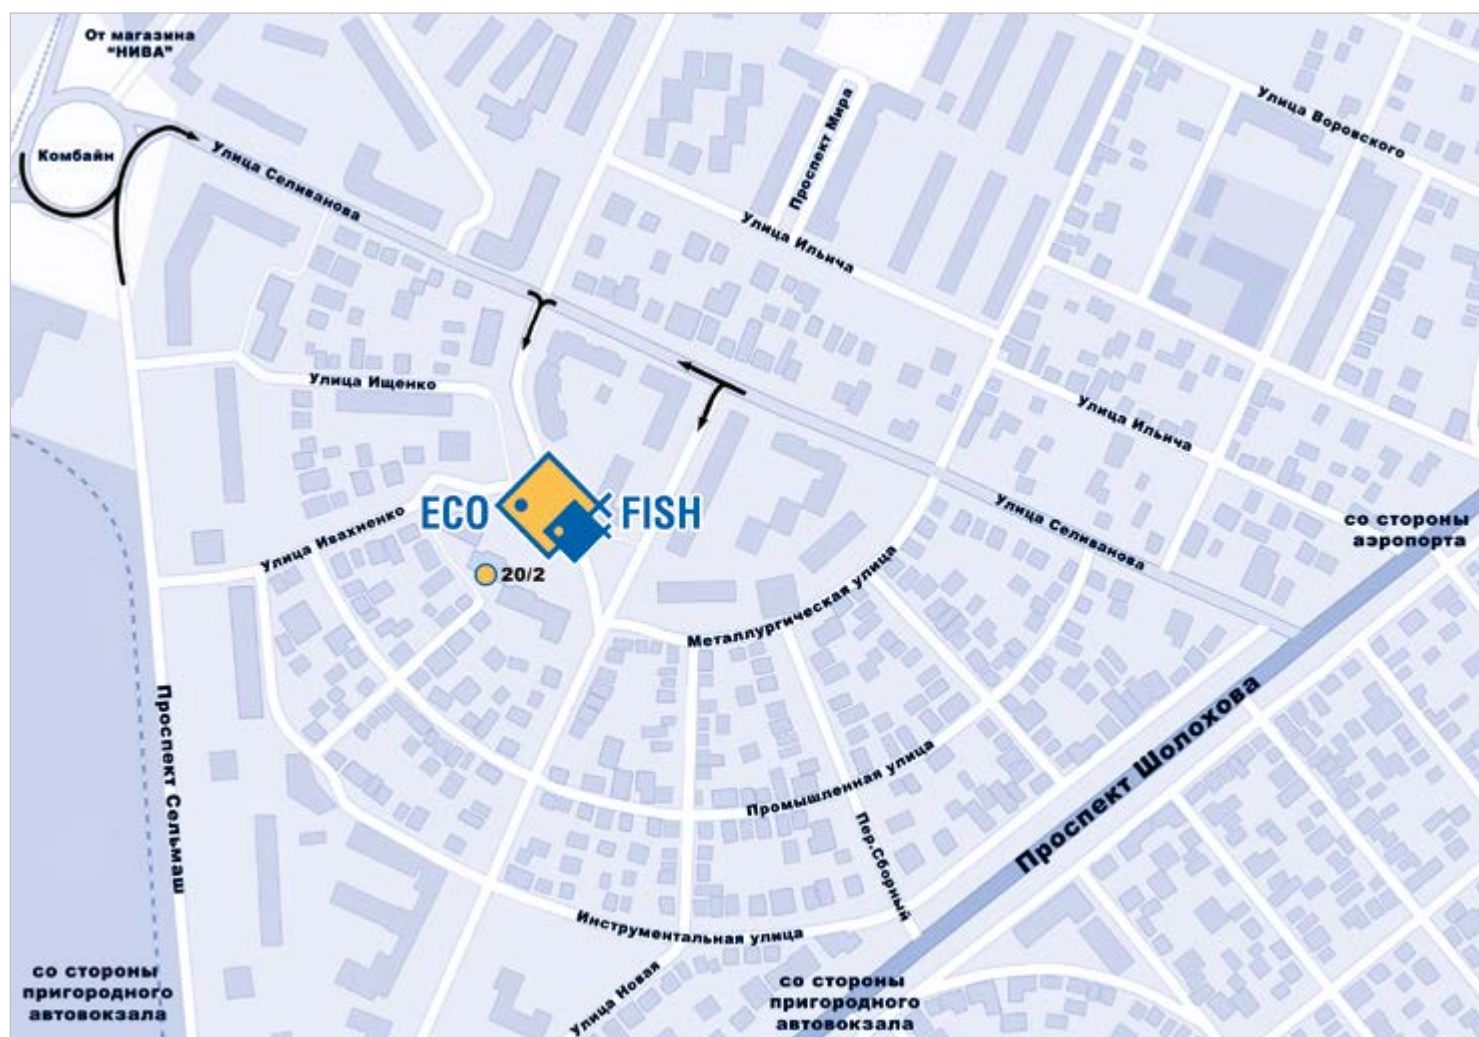 От магазина
"НИВА"
Комбайн
Улица Селиванова
Проспект Мира
Улица Воровского
Улица Ильича
Улица Ищенко
Улица Ильича
ECO FISH
Улица Ивахненко
20/2
Улица Селиванова
со стороны
аэропорта
Металлургическая улица
Проспект Сельмаш
Промышленная улица
Проспект Шолохова
Пер.Сборный
Инструментальная улица
Улица Новая
со стороны
пригородного
автовокзала
со стороны
пригородного
автовокзала